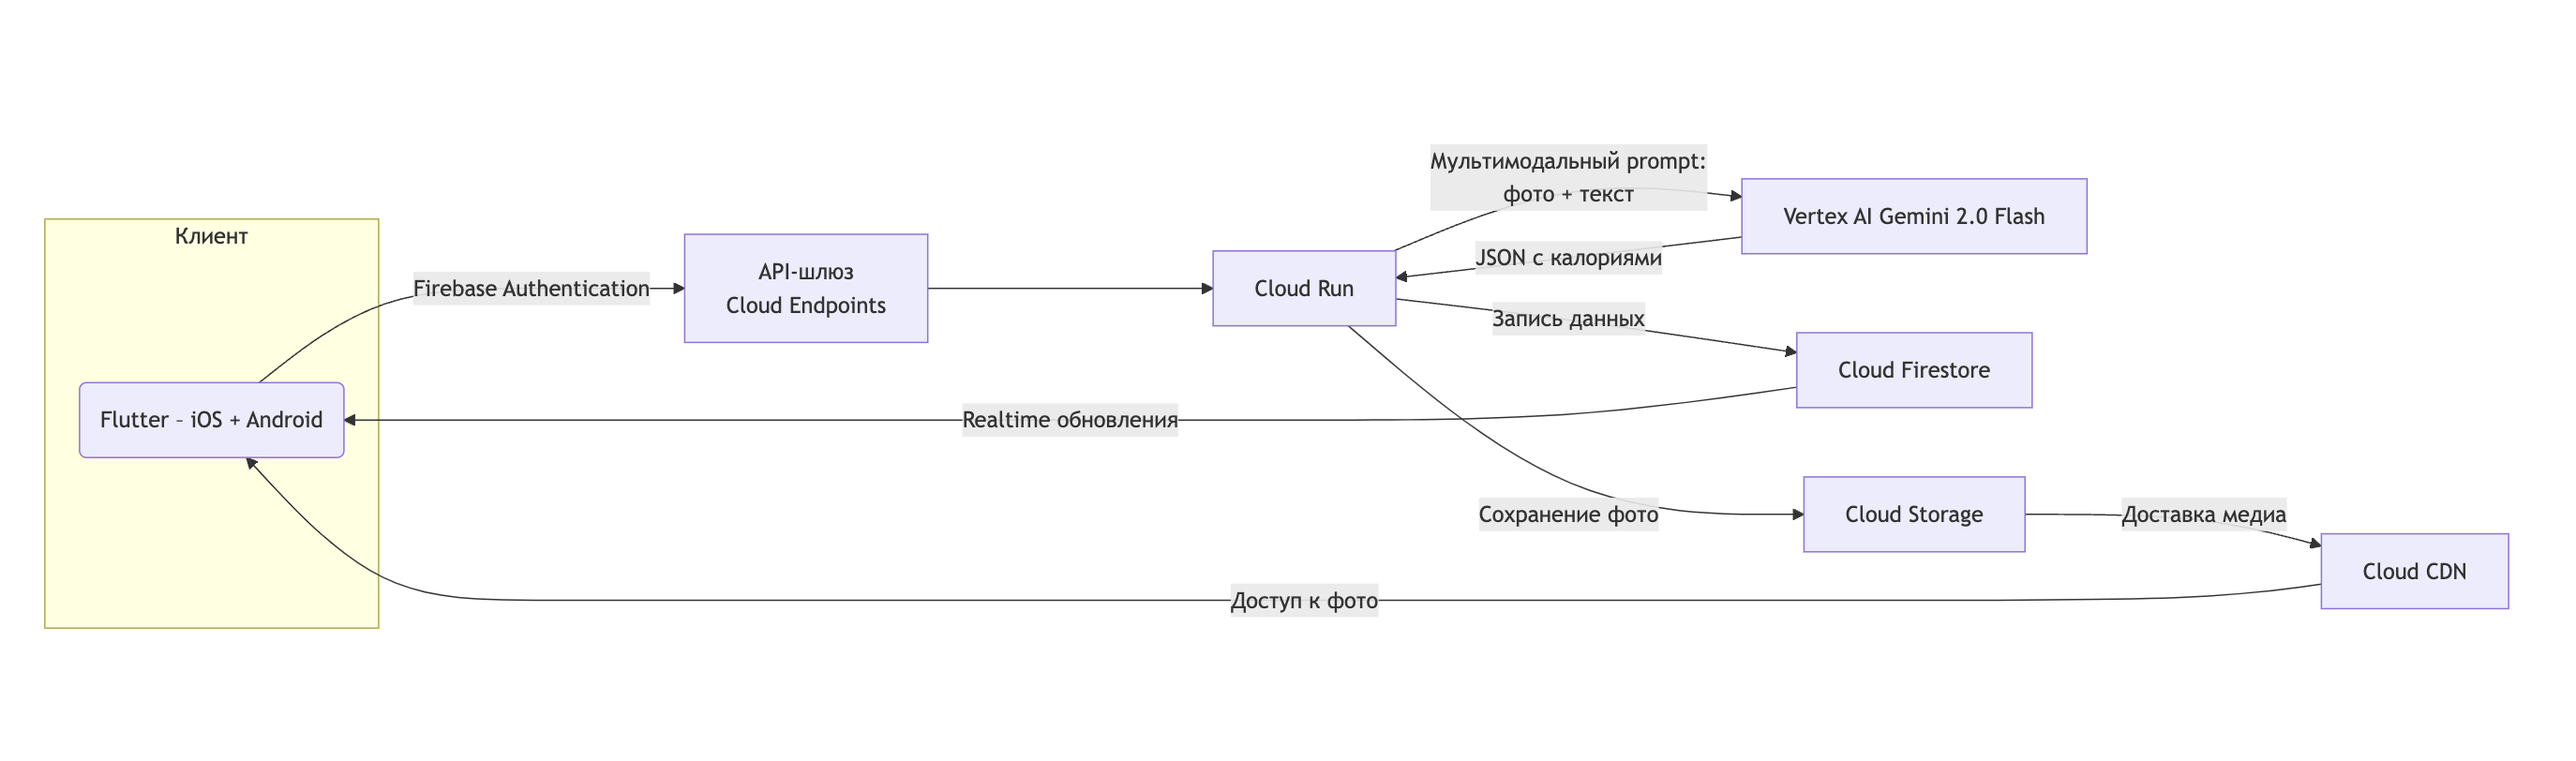 Клиент
Flutter – iOS + Android
Firebase Authentication
API-шлюз
Cloud Endpoints
Cloud Run
Мультимодальный prompt:
фото + текст
JSON с калориями
Vertex AI Gemini 2.0 Flash
Запись данных
Cloud Firestore
Realtime обновления
Сохранение фото
Cloud Storage
Доставка медиа
Cloud CDN
Доступ к фото